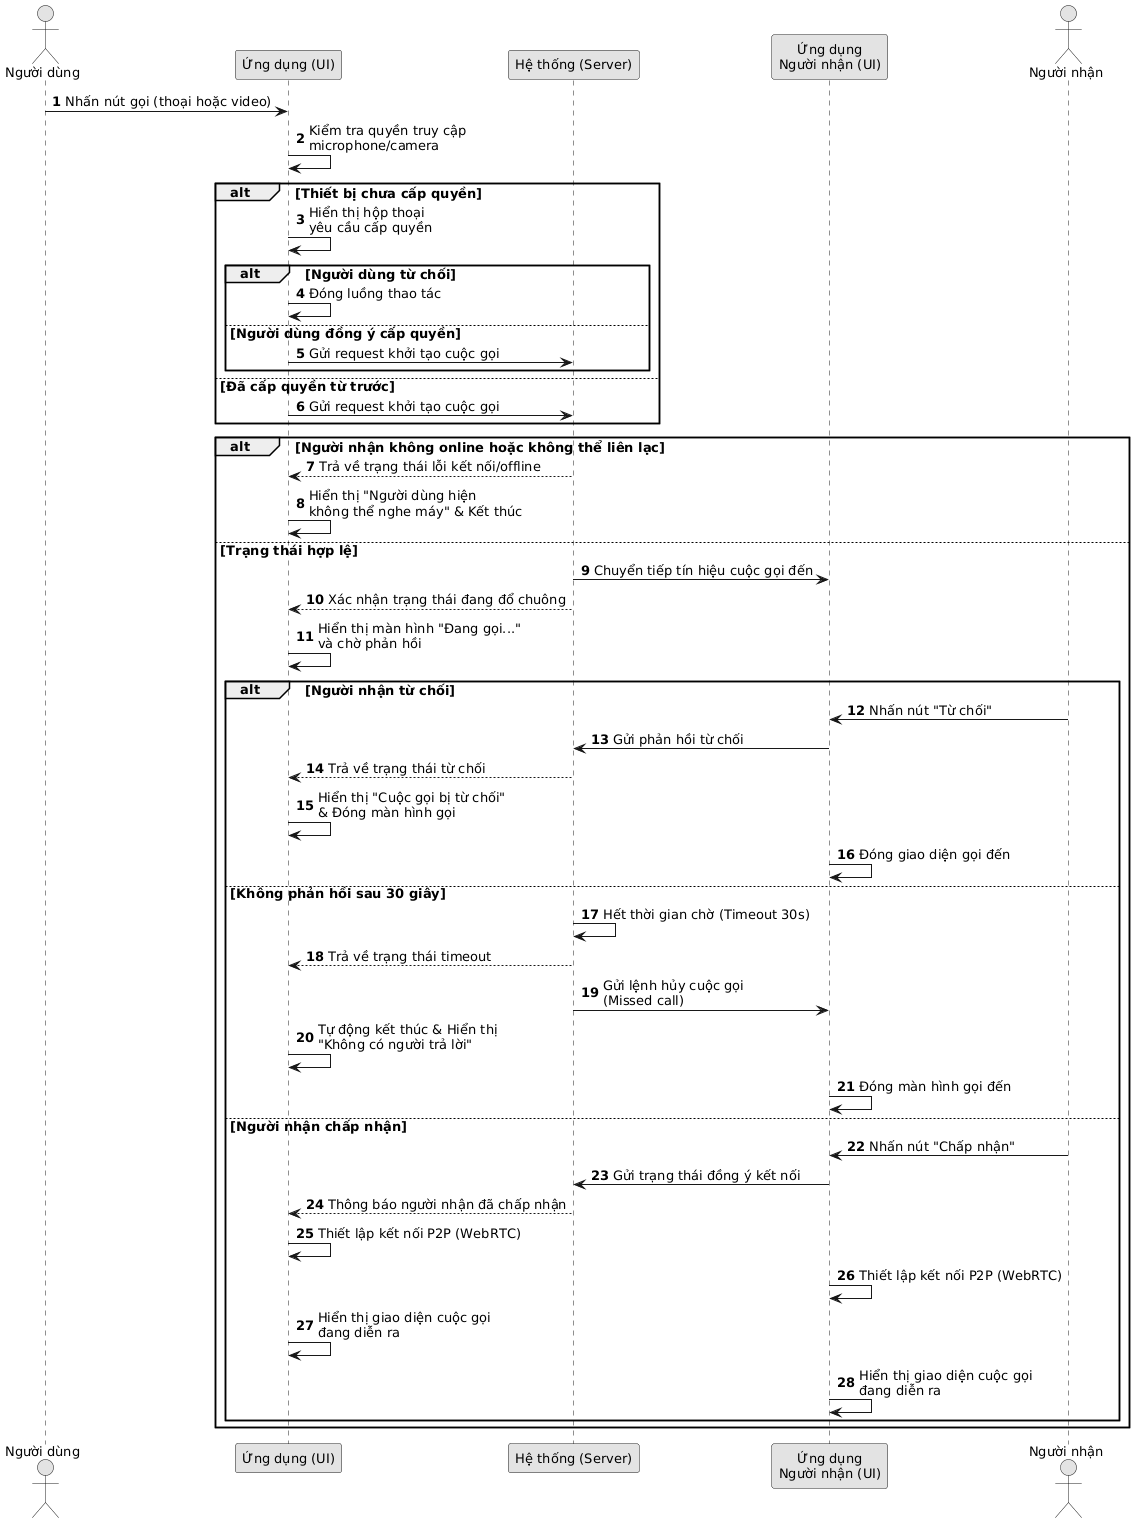 Người dùng
Ứng dụng (UI)
Hệ thống (Server)
Ứng dụng
Người nhận (UI)
Người nhận
1 Nhấn nút gọi (thoại hoặc video)
2 Kiểm tra quyền truy cập
microphone/camera
alt [Thiết bị chưa cấp quyền]
3 Hiển thị hộp thoại
yêu cầu cấp quyền
alt [Người dùng từ chối]
4 Đóng luồng thao tác
[Người dùng đồng ý cấp quyền]
5 Gửi request khởi tạo cuộc gọi
[Đã cấp quyền từ trước]
6 Gửi request khởi tạo cuộc gọi
alt [Người nhận không online hoặc không thể liên lạc]
7 Trả về trạng thái lỗi kết nối/offline
8 Hiển thị "Người dùng hiện
không thể nghe máy" & Kết thúc
[Trạng thái hợp lệ]
9 Chuyển tiếp tín hiệu cuộc gọi đến
10 Xác nhận trạng thái đang đổ chuông
11 Hiển thị màn hình "Đang gọi..."
và chờ phản hồi
alt [Người nhận từ chối]
12 Nhấn nút "Từ chối"
13 Gửi phản hồi từ chối
14 Trả về trạng thái từ chối
15 Hiển thị "Cuộc gọi bị từ chối"
& Đóng màn hình gọi
16 Đóng giao diện gọi đến
[Không phản hồi sau 30 giây]
17 Hết thời gian chờ (Timeout 30s)
18 Trả về trạng thái timeout
19 Gửi lệnh hủy cuộc gọi
(Missed call)
20 Tự động kết thúc & Hiển thị
"Không có người trả lời"
21 Đóng màn hình gọi đến
[Người nhận chấp nhận]
22 Nhấn nút "Chấp nhận"
23 Gửi trạng thái đồng ý kết nối
24 Thông báo người nhận đã chấp nhận
25 Thiết lập kết nối P2P (WebRTC)
26 Thiết lập kết nối P2P (WebRTC)
27 Hiển thị giao diện cuộc gọi
đang diễn ra
28 Hiển thị giao diện cuộc gọi
đang diễn ra
Người dùng
Ứng dụng (UI)
Hệ thống (Server)
Ứng dụng
Người nhận (UI)
Người nhận